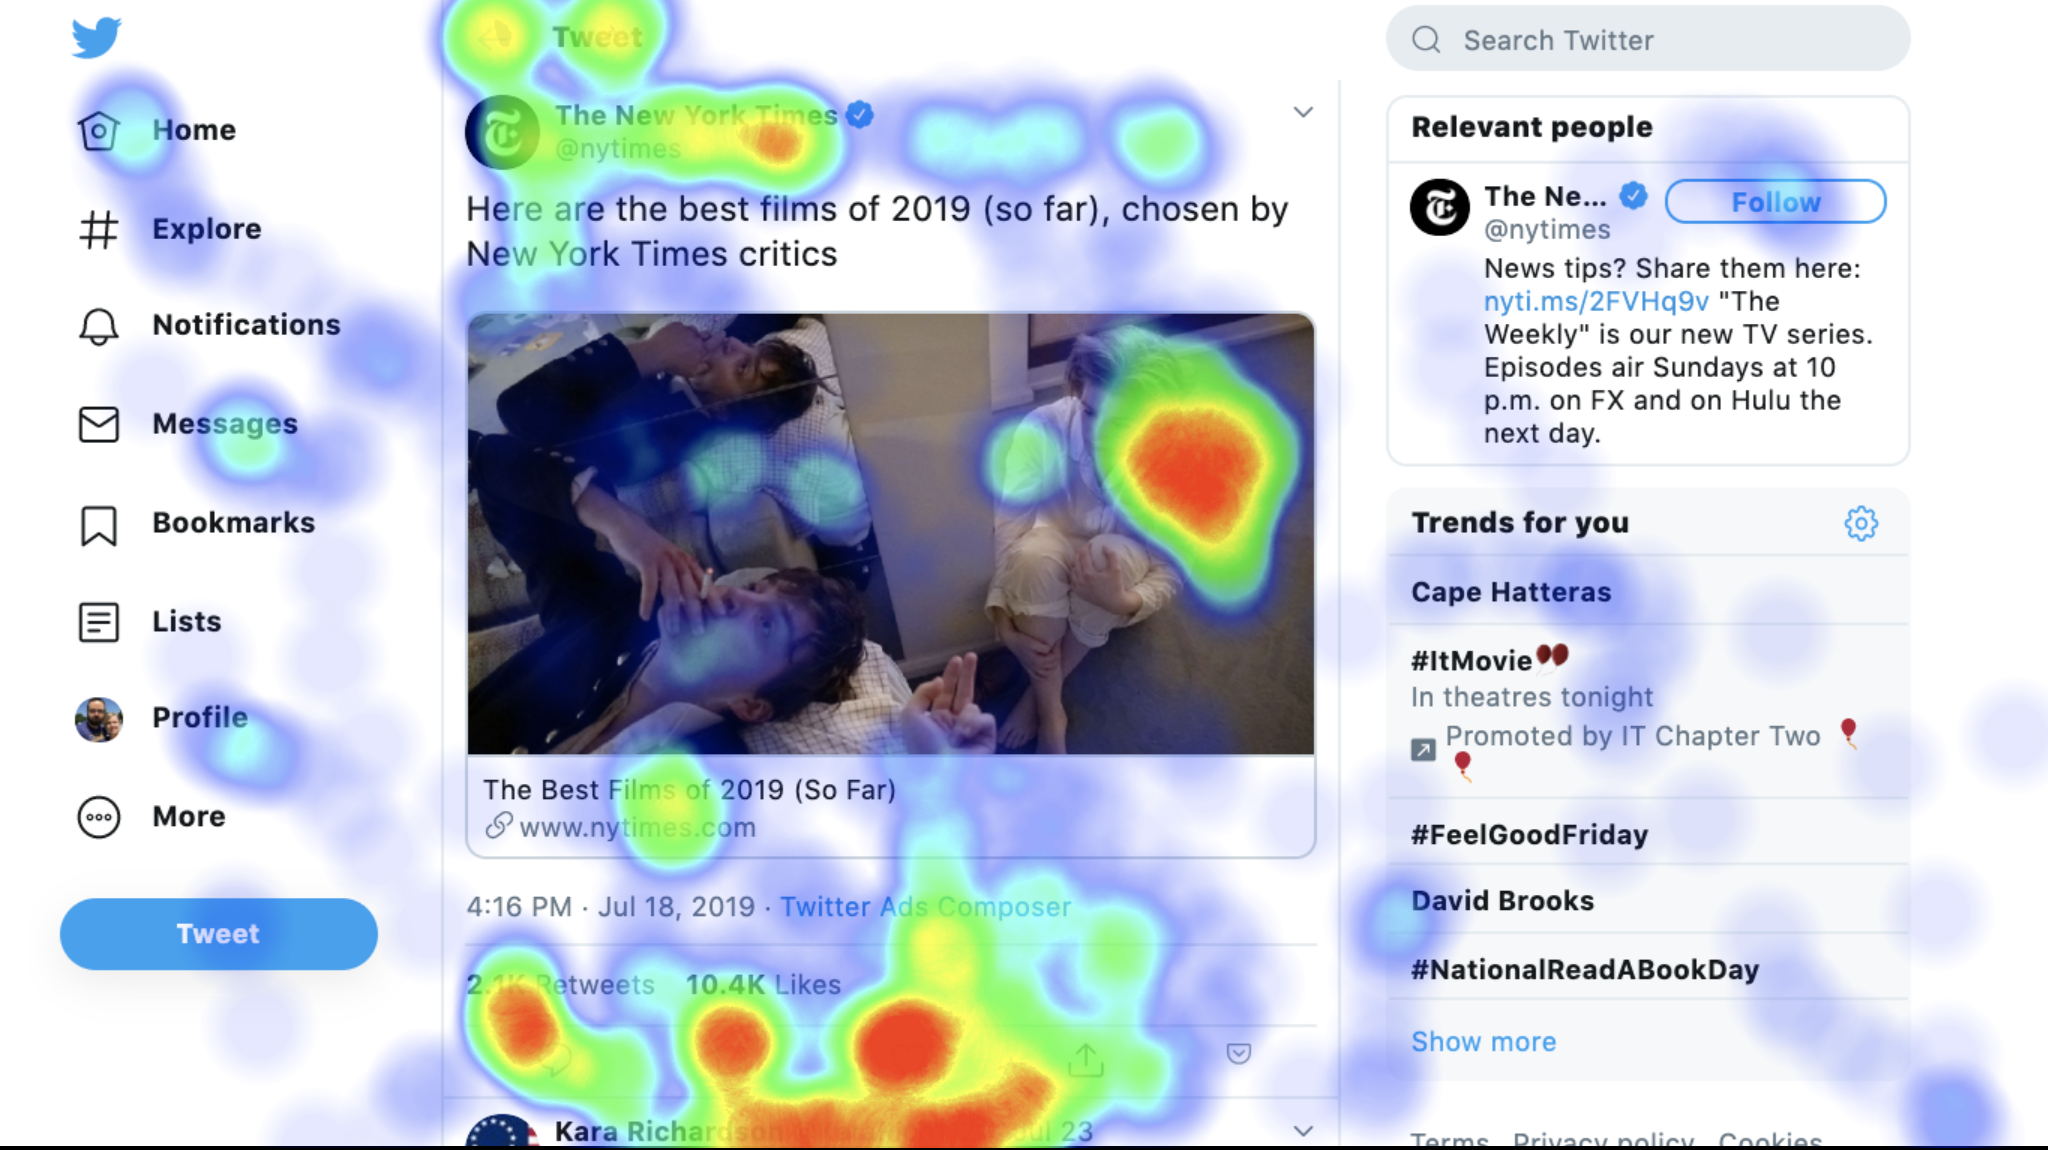 Home
Explore
Notifications
Messages
Bookmarks
Lists
Profile
More
Tweet
Tweet
The New York Times
@nytimes
Here are the best films of 2019 (so far), chosen by
New York Times critics
The Best Films of 2019 (So Far)
www.nytimes.com
4:16 PM · Jul 18, 2019 · Twitter Ads Composer
2.1K Retweets 10.4K Likes
Kara Richardson
Jul 23
Search Twitter
Relevant people
The Ne...
Follow
@nytimes
News tips? Share them here:
nyti.ms/2FVHq9v "The
Weekly" is our new TV series.
Episodes air Sundays at 10
p.m. on FX and on Hulu the
next day.
Trends for you
Cape Hatteras
#ItMovie
In theatres tonight
Promoted by IT Chapter Two
#FeelGoodFriday
David Brooks
#NationalReadABookDay
Show more
Terms Privacy policy Cookies